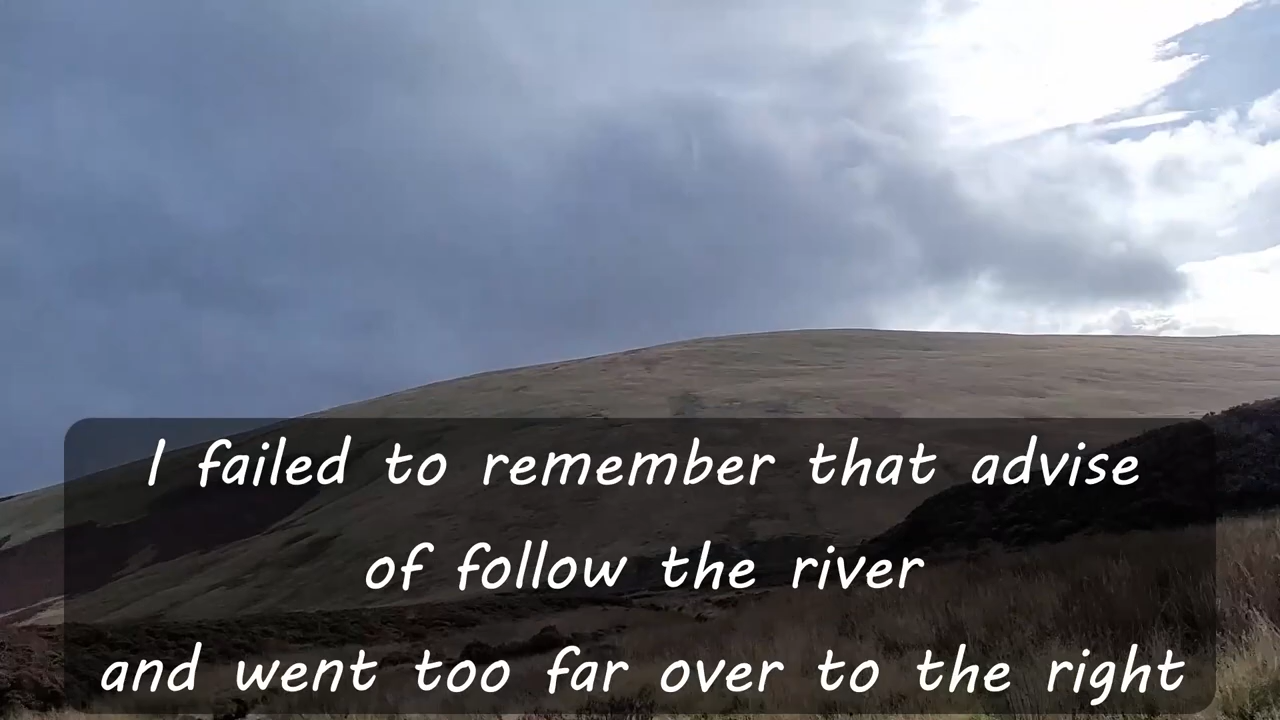 I failed to remember that advise
of follow the river
and went too far over to the right